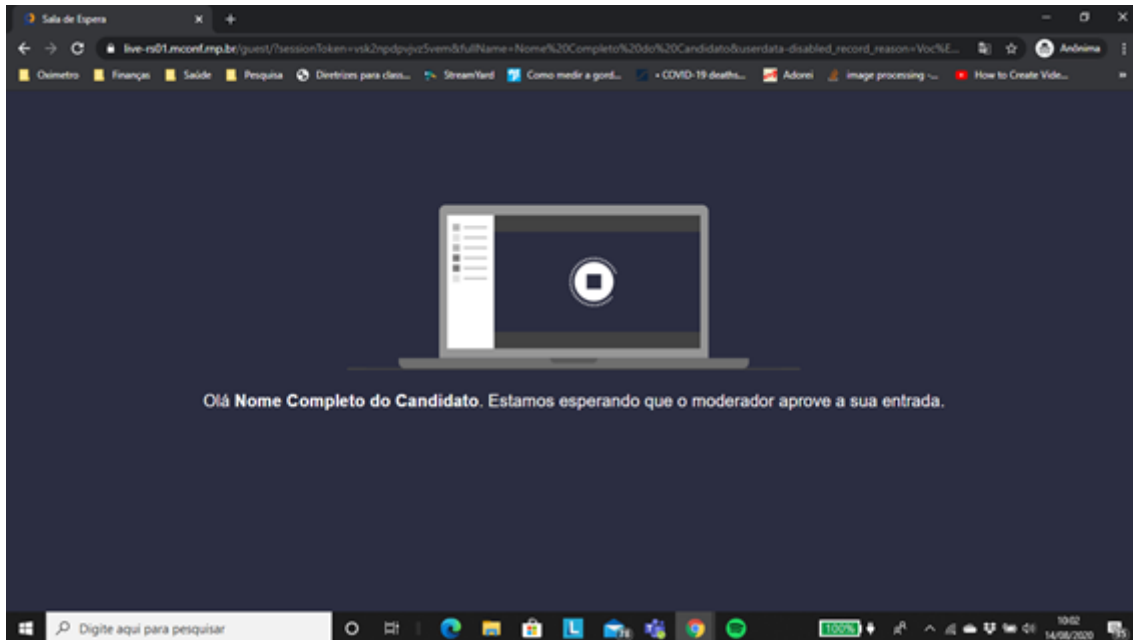 Sala de Espera
live-rs01.mconf.rnp.br/guest/?sessionToken=vsk2npdpvjvz5vem&fullName=Nome%20Completo%20do%20Candidato&userdata-disabled_record_reason=Voc%E...
Anônima
Oximetro Finanças Saúde Pesquisa Diretrizes para class... StreamYard Como medir a gord... COVID-19 deaths... Adorei image processing -... How to Create Vide...
Olá Nome Completo do Candidato. Estamos esperando que o moderador aprove a sua entrada.
Digite aqui para pesquisar
L
100%
10:02
14/08/2020